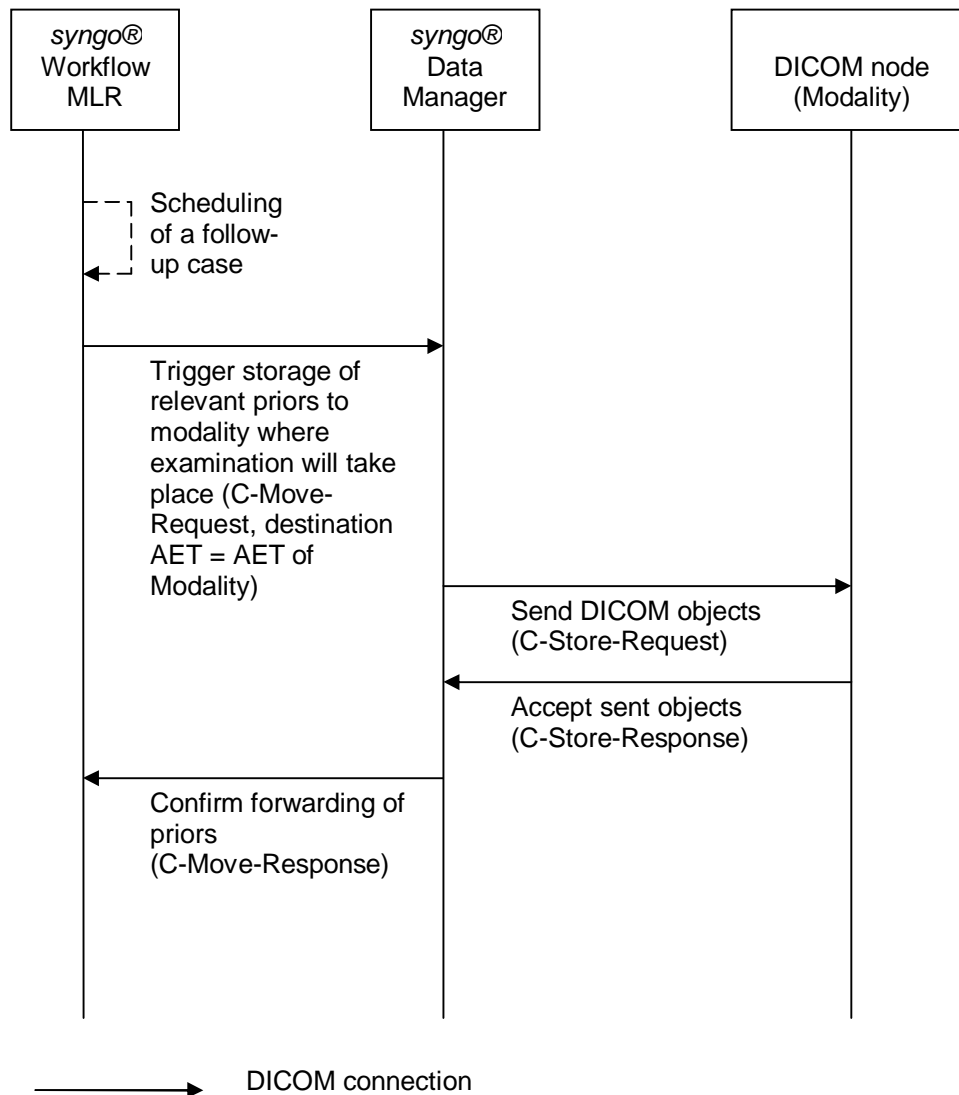 syngo®
Workflow
MLR
syngo®
Data
Manager
DICOM node
(Modality)
Scheduling
of a follow-
up case
Trigger storage of
relevant priors to
modality where
examination will take
place (C-Move-
Request, destination
AET = AET of
Modality)
Send DICOM objects
(C-Store-Request)
Accept sent objects
(C-Store-Response)
Confirm forwarding of
priors
(C-Move-Response)
DICOM connection